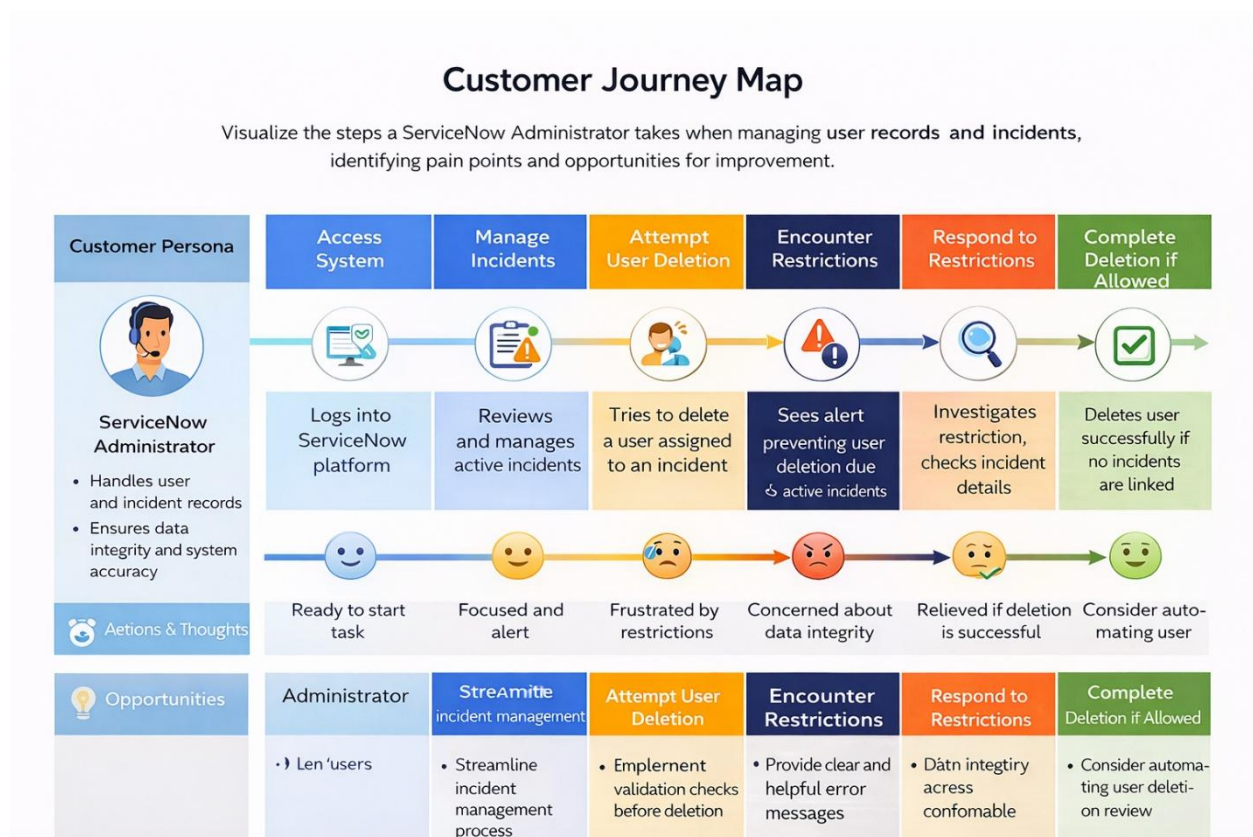 Customer Journey Map
Visualize the steps a ServiceNow Administrator takes when managing user records and incidents,
identifying pain points and opportunities for improvement.
Customer Persona
ServiceNow
Administrator
• Handles user
and incident records
• Ensures data
integrity and system
accuracy
Access
System
Manage
Incidents
Attempt
User Deletion
Encounter
Restrictions
Respond to
Restrictions
Complete
Deletion if
Allowed
Logs into
ServiceNow
platform
Reviews
and manages
active incidents
Tries to delete
a user assigned
to an incident
Sees alert
preventing user
deletion due
active incidents
Investigates
restriction,
checks incident
details
Deletes user
successfully if
no incidents
are linked
Aetions & Thoughts
Ready to start
task
Focused and
alert
Frustrated by
restrictions
Concerned about
data integrity
Relieved if deletion
is successful
Consider auto-
mating user
Opportunities
Administrator
incident management
Attempt User
Deletion
Encounter
Restrictions
Respond to
Restrictions
Complete
Deletion if Allowed
Len 'users
• Streamline
incident
management
process
• Emplernent
validation checks
before deletion
• Provide clear and
helpful error
messages
• Dàtn integtiry
acress
confomable
• Consider automa-
ting user deleti-
on review